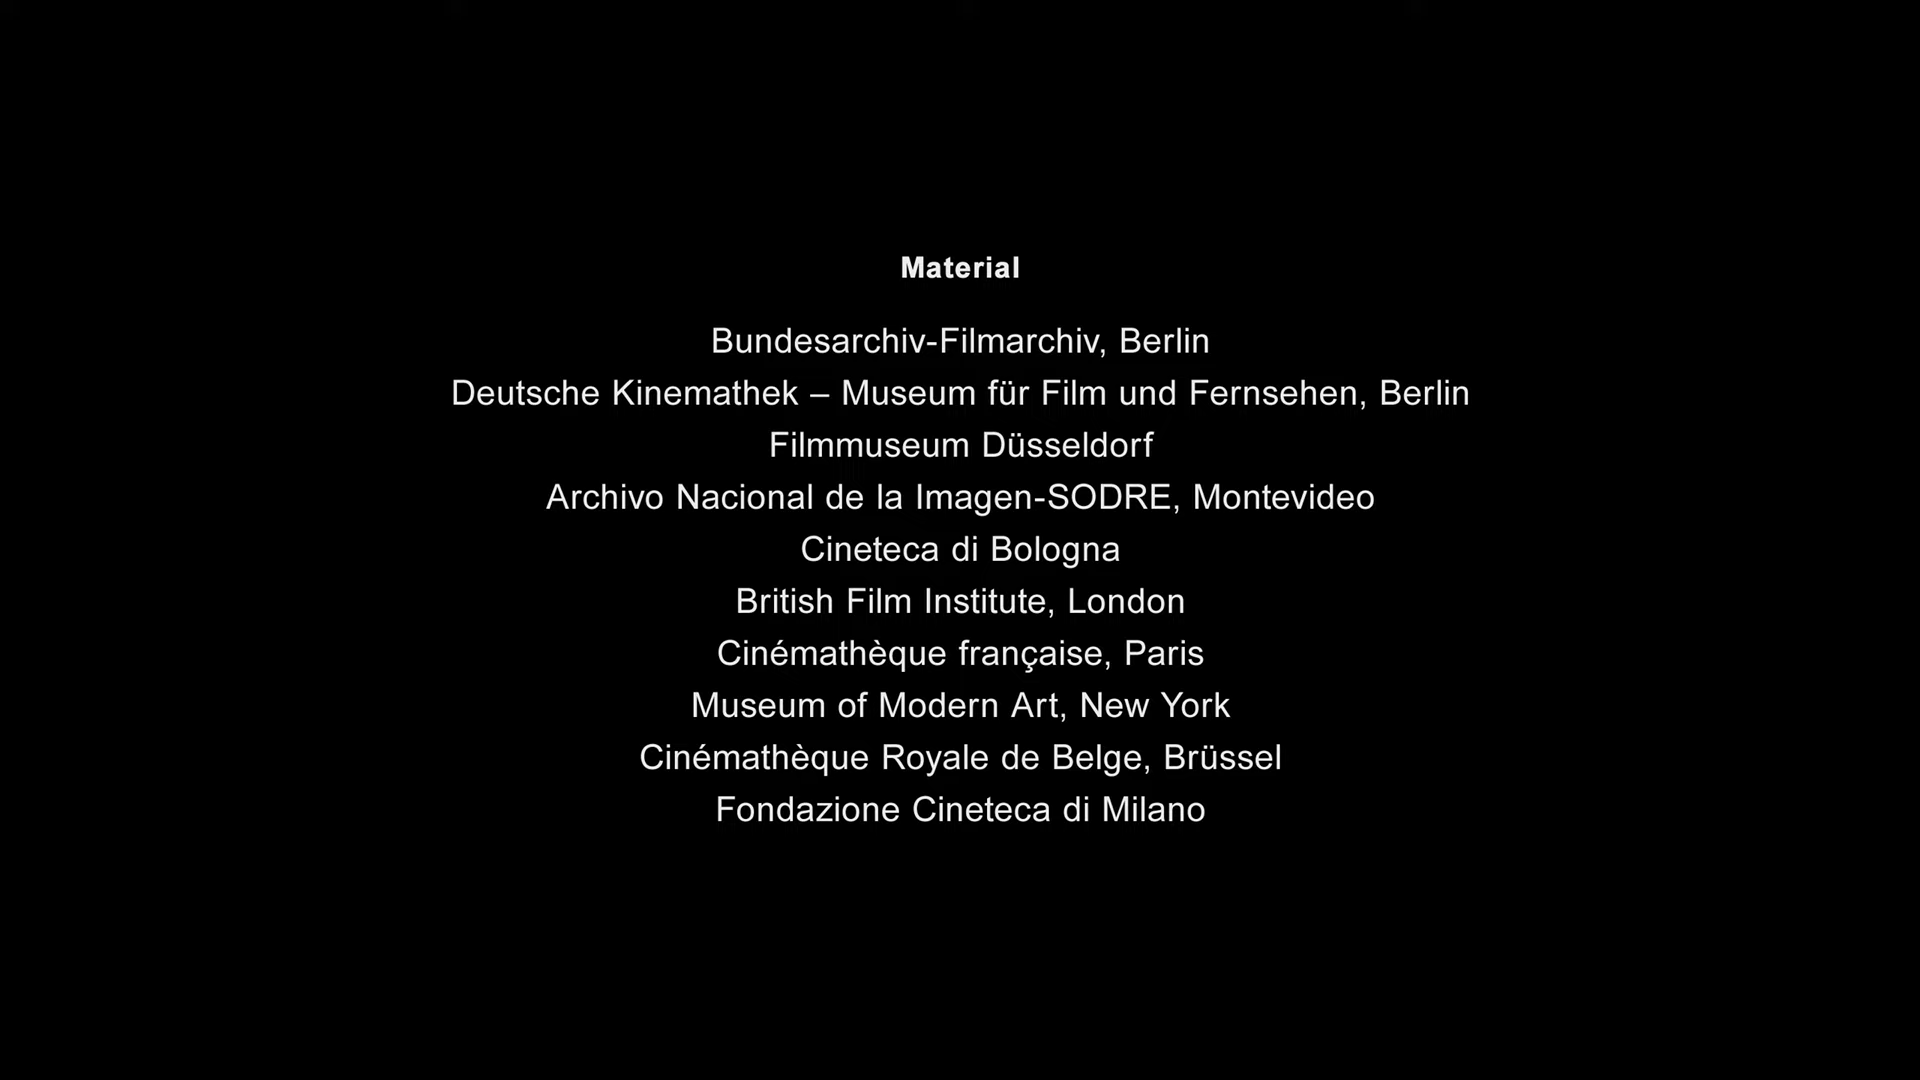 Material
Bundesarchiv-Filmarchiv, Berlin
Deutsche Kinemathek – Museum für Film und Fernsehen, Berlin
Filmmuseum Düsseldorf
Archivo Nacional de la Imagen-SODRE, Montevideo
Cineteca di Bologna
British Film Institute, London
Cinémathèque française, Paris
Museum of Modern Art, New York
Cinémathèque Royale de Belge, Brüssel
Fondazione Cineteca di Milano